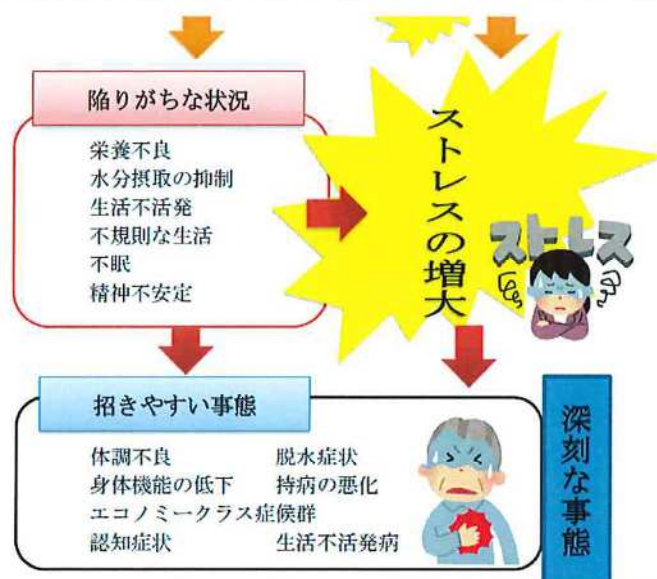 陥りがちな状況
栄養不良
水分摂取の抑制
生活不活発
不規則な生活
不眠
精神不安定
ストレスの増大
ストレス
招きやすい事態
体調不良 脱水症状
身体機能の低下 持病の悪化
エコノミークラス症候群
認知症状 生活不活発病
深刻な事態